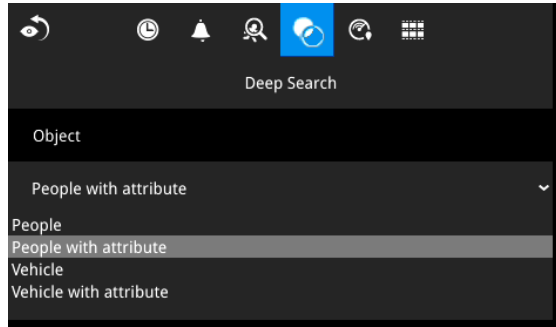 Deep Search
Object
People with attribute
People
People with attribute
Vehicle
Vehicle with attribute